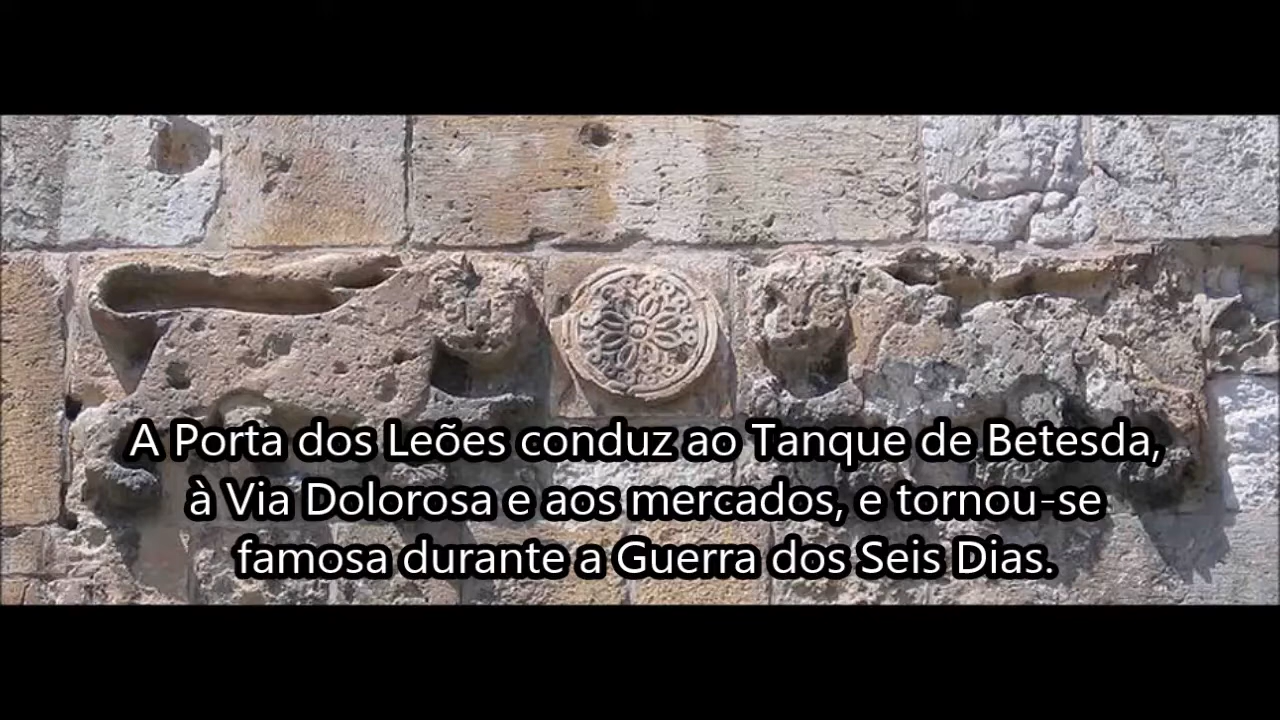 A Porta dos Leões conduz ao Tanque de Betesda,
à Via Dolorosa e aos mercados, e tornou-se
famosa durante a Guerra dos Seis Dias.